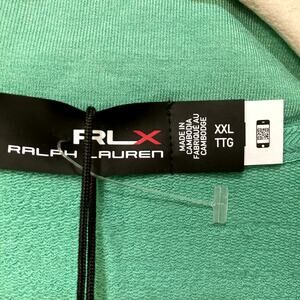 RLX
RALPH LAUREN
MADE IN
CAMBODIA
FABRIQUÉ AU
CAMBODGE
XXL
TTG